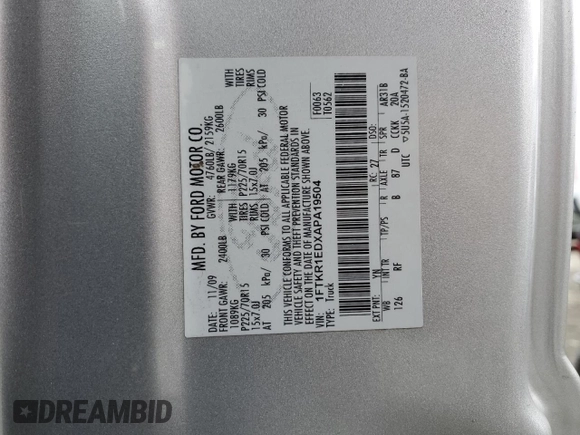 MFD. BY FORD MOTOR CO.
DATE: 11/09 GVWR: 4760LB/ 2159KG
FRONT GAWR: 2400LB REAR GAWR: 2600LB
1089KG WITH 1179KG WITH
P225/70R15 TIRES P225/70R15 TIRES
15x7.0J RIMS 15x7.0J RIMS
AT 205 kPa/ 30 PSI COLD AT 205 kPa/ 30 PSI COLD
THIS VEHICLE CONFORMS TO ALL APPLICABLE FEDERAL MOTOR
VEHICLE SAFETY AND THEFT PREVENTION STANDARDS IN
EFFECT ON THE DATE OF MANUFACTURE SHOWN ABOVE.
VIN: 1FTKR1EDXAPA19504
TYPE: Truck
F0063
T0562
EXT PNT: YN RC: 27 DSO:
WB INT TR TP/PS R AXLE TR SPR AR31B
126 RF B 87 D CCKK 20A
UTC 5U5A-1520472-BA
DREAMBID